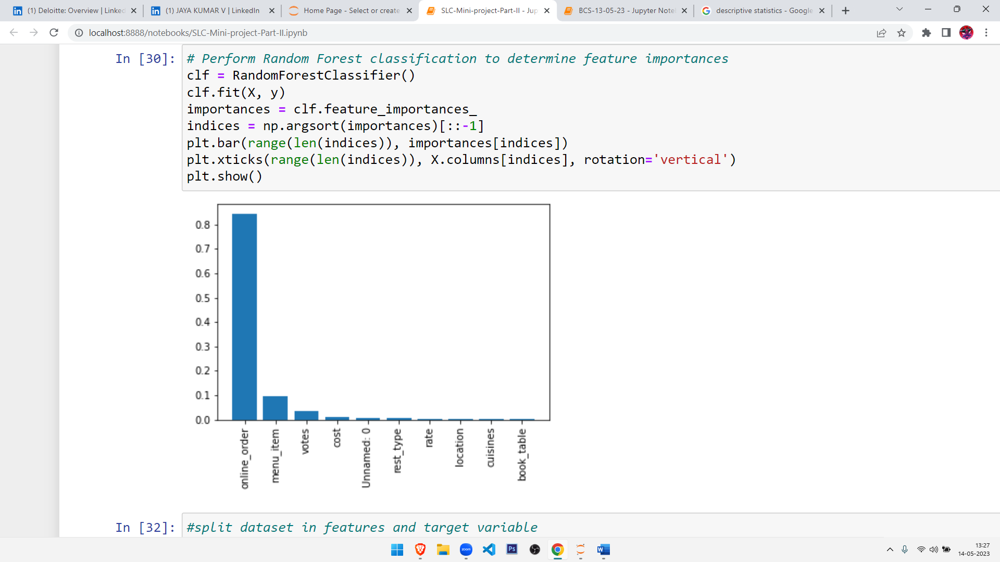 (1) Deloitte: Overview | Linked
(1) JAYA KUMAR V | LinkedIn
Home Page - Select or create
SLC-Mini-project-Part-II - Jup
BCS-13-05-23 - Jupyter Note
descriptive statistics - Google
localhost:8888/notebooks/SLC-Mini-project-Part-II.ipynb
In [30]:
# Perform Random Forest classification to determine feature importances
clf = RandomForestClassifier()
clf.fit(X, y)
importances = clf.feature_importances_
indices = np.argsort(importances)[::-1]
plt.bar(range(len(indices)), importances[indices])
plt.xticks(range(len(indices)), X.columns[indices], rotation='vertical')
plt.show()
0.8
0.7
0.6
0.5
0.4
0.3
0.2
0.1
0.0
online_order
menu_item
votes
cost
Unnamed: 0
rest_type
rate
location
cuisines
book_table
In [32]:
#split dataset in features and target variable
zoom
Ps
W
13:27
14-05-2023